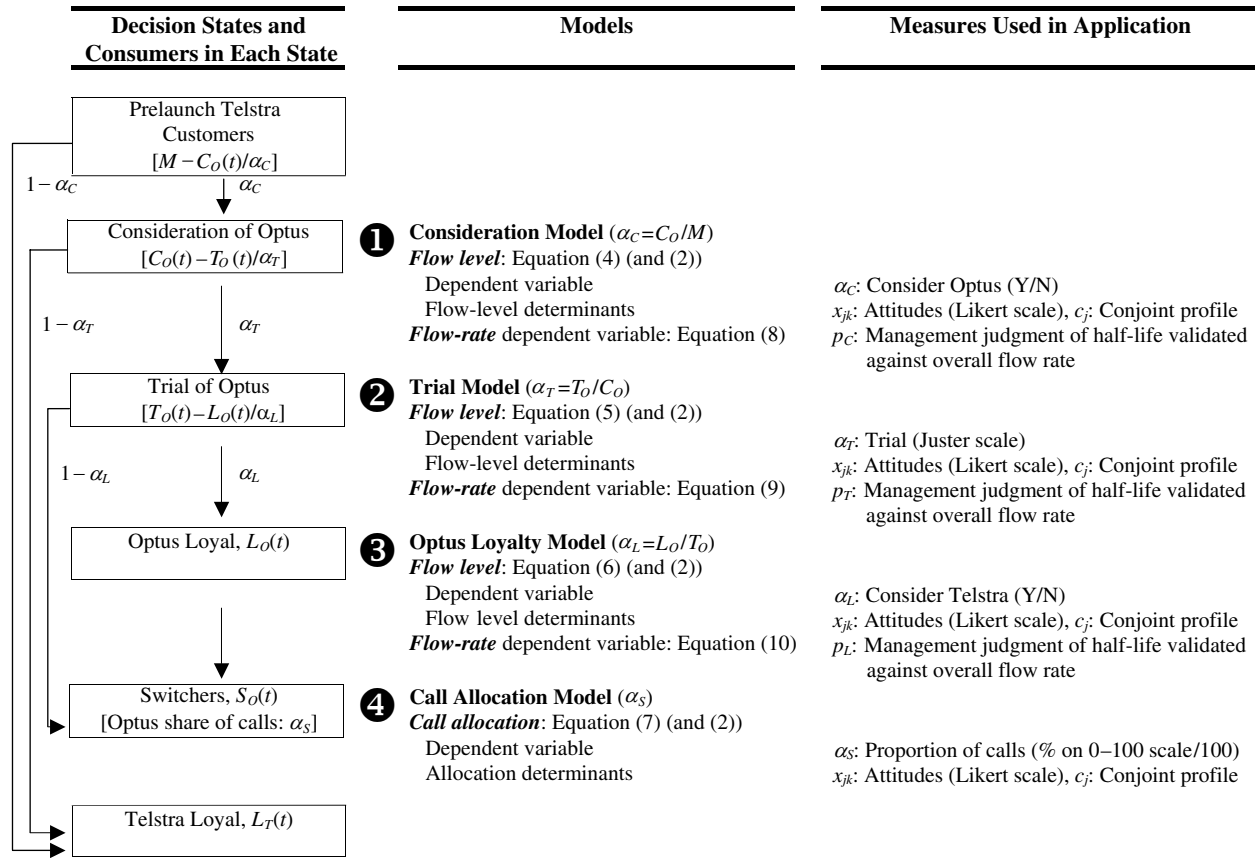 Decision States and
Consumers in Each State
Models
Measures Used in Application
Prelaunch Telstra
Customers
[M – C_O(t)/α_C]
1 – α_C
α_C
Consideration of Optus
[C_O(t) – T_O(t)/α_T]
1 – α_T
α_T
Trial of Optus
[T_O(t) – L_O(t)/α_L]
1 – α_L
α_L
Optus Loyal, L_O(t)
Switchers, S_O(t)
[Optus share of calls: α_S]
Telstra Loyal, L_T(t)
❶ Consideration Model (α_C=C_O/M)
Flow level: Equation (4) (and (2))
Dependent variable
Flow-level determinants
Flow-rate dependent variable: Equation (8)
❷ Trial Model (α_T=T_O/C_O)
Flow level: Equation (5) (and (2))
Dependent variable
Flow-level determinants
Flow-rate dependent variable: Equation (9)
❸ Optus Loyalty Model (α_L=L_O/T_O)
Flow level: Equation (6) (and (2))
Dependent variable
Flow level determinants
Flow-rate dependent variable: Equation (10)
❹ Call Allocation Model (α_S)
Call allocation: Equation (7) (and (2))
Dependent variable
Allocation determinants
α_C: Consider Optus (Y/N)
x_jk: Attitudes (Likert scale), c_j: Conjoint profile
p_C: Management judgment of half-life validated
against overall flow rate
α_T: Trial (Juster scale)
x_jk: Attitudes (Likert scale), c_j: Conjoint profile
p_T: Management judgment of half-life validated
against overall flow rate
α_L: Consider Telstra (Y/N)
x_jk: Attitudes (Likert scale), c_j: Conjoint profile
p_L: Management judgment of half-life validated
against overall flow rate
α_S: Proportion of calls (% on 0–100 scale/100)
x_jk: Attitudes (Likert scale), c_j: Conjoint profile